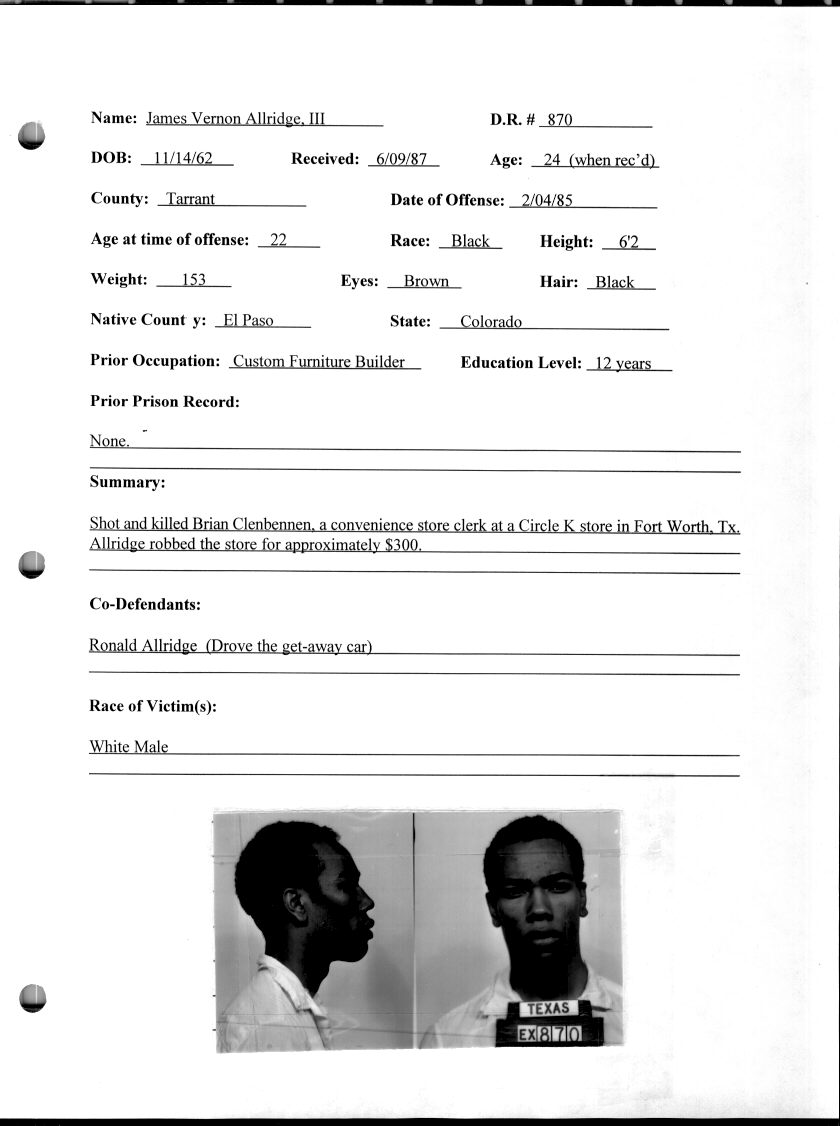 Name: James Vernon Allridge, III D.R. # 870
DOB: 11/14/62 Received: 6/09/87 Age: 24 (when rec'd)
County: Tarrant Date of Offense: 2/04/85
Age at time of offense: 22 Race: Black Height: 6'2
Weight: 153 Eyes: Brown Hair: Black
Native Count y: El Paso State: Colorado
Prior Occupation: Custom Furniture Builder Education Level: 12 years
Prior Prison Record:
None.
Summary:
Shot and killed Brian Clenbennen, a convenience store clerk at a Circle K store in Fort Worth, Tx.
Allridge robbed the store for approximately $300.
Co-Defendants:
Ronald Allridge (Drove the get-away car)
Race of Victim(s):
White Male
TEXAS
EX870